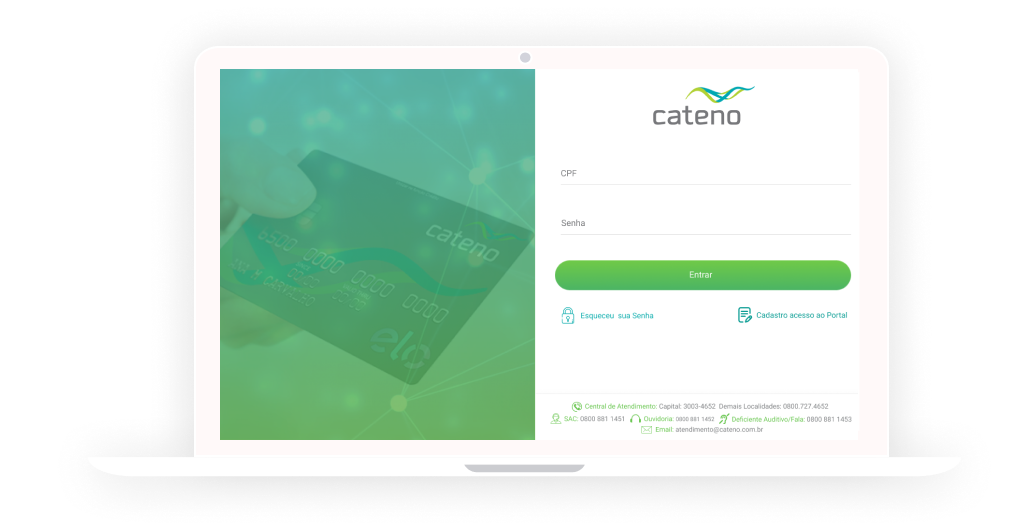 cateno
CPF
Senha
Entrar
Esqueceu sua Senha
Cadastro acesso ao Portal
Central de Atendimento: Capital: 3003-4652 Demais Localidades: 0800.727.4652
SAC: 0800 881 1451 Ouvidoria: 0800 881 1452 Deficiente Auditivo/Fala: 0800 881 1453
Email: atendimento@cateno.com.br
cateno
6500 0000 0000 0000
elo